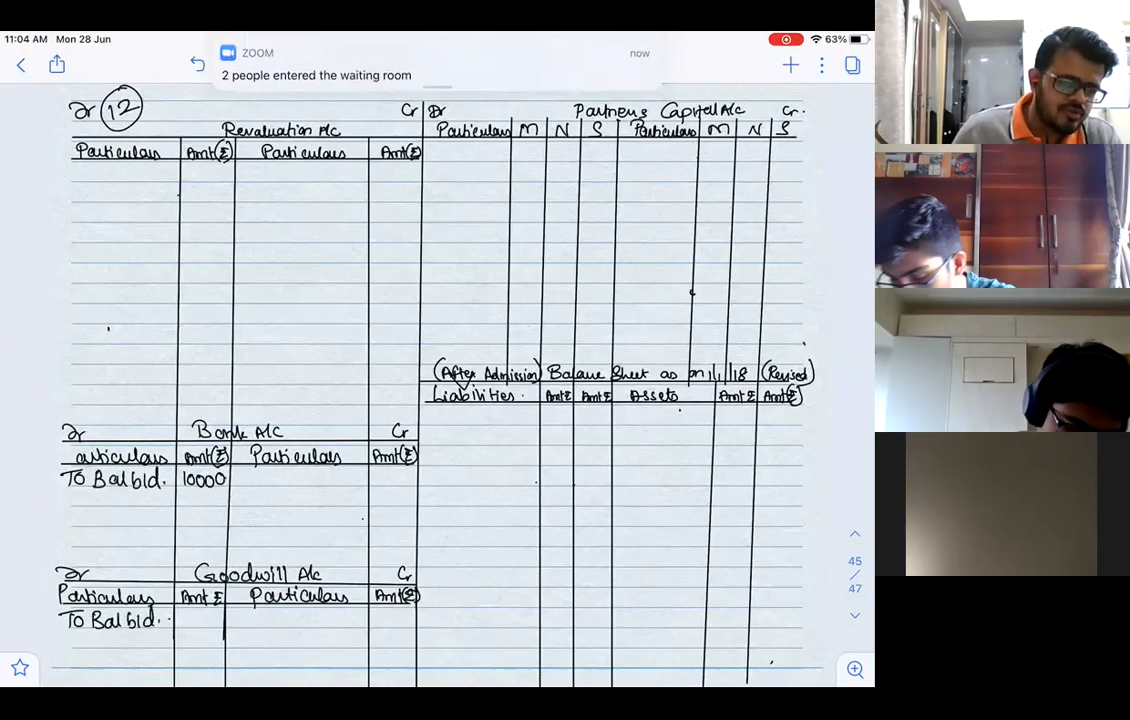 11:04 AM Mon 28 Jun
63%
ZOOM
now
2 people entered the waiting room
Dr 12 Cr
Revaluation A/c
Particulars Amt(₹) Particulars Amt(₹)
Dr Partners Capital A/c Cr.
Particulars M N S Particulars M N S
(After Admission) Balance Sheet as on 1/1/18 (Revised)
Liabilities. Amt ₹ Amt ₹ Assets Amt ₹ Amt(₹)
Dr Bank A/c Cr
articulars Amt(₹) Particulars Amt(₹)
To Bal b/d. 10000
Dr Goodwill A/c Cr
Particulars Amt ₹ Particulars Amt(₹)
To Bal b/d..
45
/
47